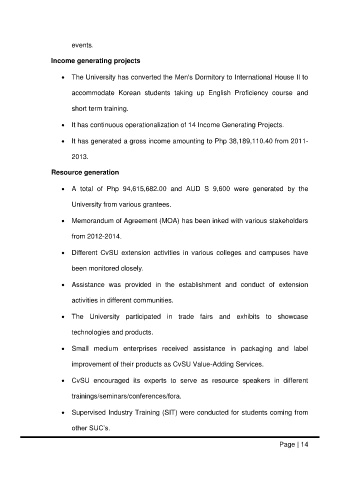 events.
Income generating projects
• The University has converted the Men's Dormitory to International House II to
accommodate Korean students taking up English Proficiency course and
short term training.
• It has continuous operationalization of 14 Income Generating Projects.
• It has generated a gross income amounting to Php 38,189,110.40 from 2011-
2013.
Resource generation
• A total of Php 94,615,682.00 and AUD S 9,600 were generated by the
University from various grantees.
• Memorandum of Agreement (MOA) has been inked with various stakeholders
from 2012-2014.
• Different CvSU extension activities in various colleges and campuses have
been monitored closely.
• Assistance was provided in the establishment and conduct of extension
activities in different communities.
• The University participated in trade fairs and exhibits to showcase
technologies and products.
• Small medium enterprises received assistance in packaging and label
improvement of their products as CvSU Value-Adding Services.
• CvSU encouraged its experts to serve as resource speakers in different
trainings/seminars/conferences/fora.
• Supervised Industry Training (SIT) were conducted for students coming from
other SUC's.
Page | 14